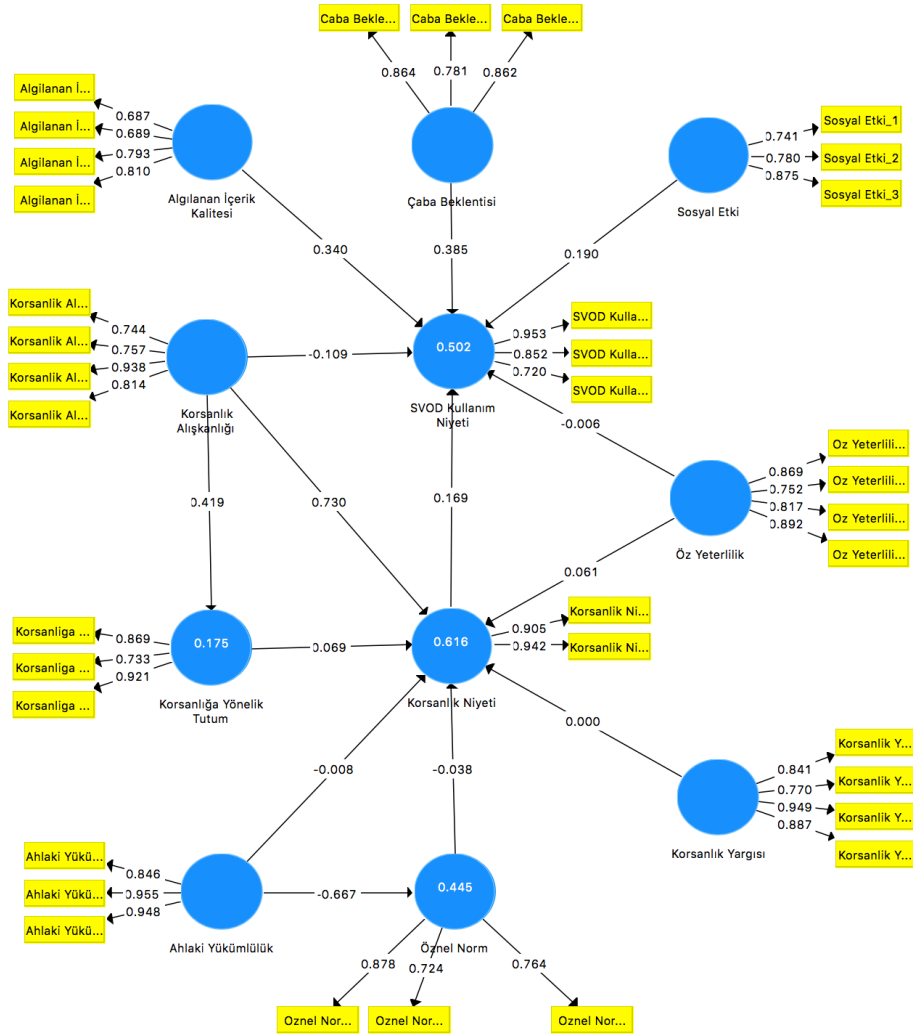 Caba Bekle...
Caba Bekle...
Caba Bekle...
0.864
0.781
0.862
Algilanan İ...
Algilanan İ...
Algilanan İ...
Algilanan İ...
0.687
0.689
0.793
0.810
Algılanan İçerik
Kalitesi
Çaba Beklentisi
Sosyal Etki
0.741
0.780
0.875
Sosyal Etki_1
Sosyal Etki_2
Sosyal Etki_3
0.340
0.385
0.190
Korsanlik Al...
Korsanlik Al...
Korsanlik Al...
Korsanlik Al...
0.744
0.757
0.938
0.814
Korsanlık
Alışkanlığı
-0.109
0.502
SVOD Kullanım
Niyeti
0.953
0.852
0.720
SVOD Kulla...
SVOD Kulla...
SVOD Kulla...
-0.006
0.419
0.730
0.169
0.061
Öz Yeterlilik
0.869
0.752
0.817
0.892
Oz Yeterlili...
Oz Yeterlili...
Oz Yeterlili...
Oz Yeterlili...
Korsanliga ...
Korsanliga ...
Korsanliga ...
0.869
0.733
0.921
0.175
Korsanlığa Yönelik
Tutum
0.069
0.616
Korsanlık Niyeti
0.905
0.942
Korsanlik Ni...
Korsanlik Ni...
0.000
-0.008
-0.038
Korsanlık Yargısı
0.841
0.770
0.949
0.887
Korsanlik Y...
Korsanlik Y...
Korsanlik Y...
Korsanlik Y...
Ahlaki Yükü...
Ahlaki Yükü...
Ahlaki Yükü...
0.846
0.955
0.948
Ahlaki Yükümlülük
-0.667
0.445
Öznel Norm
0.878
0.724
0.764
Oznel Nor...
Oznel Nor...
Oznel Nor...